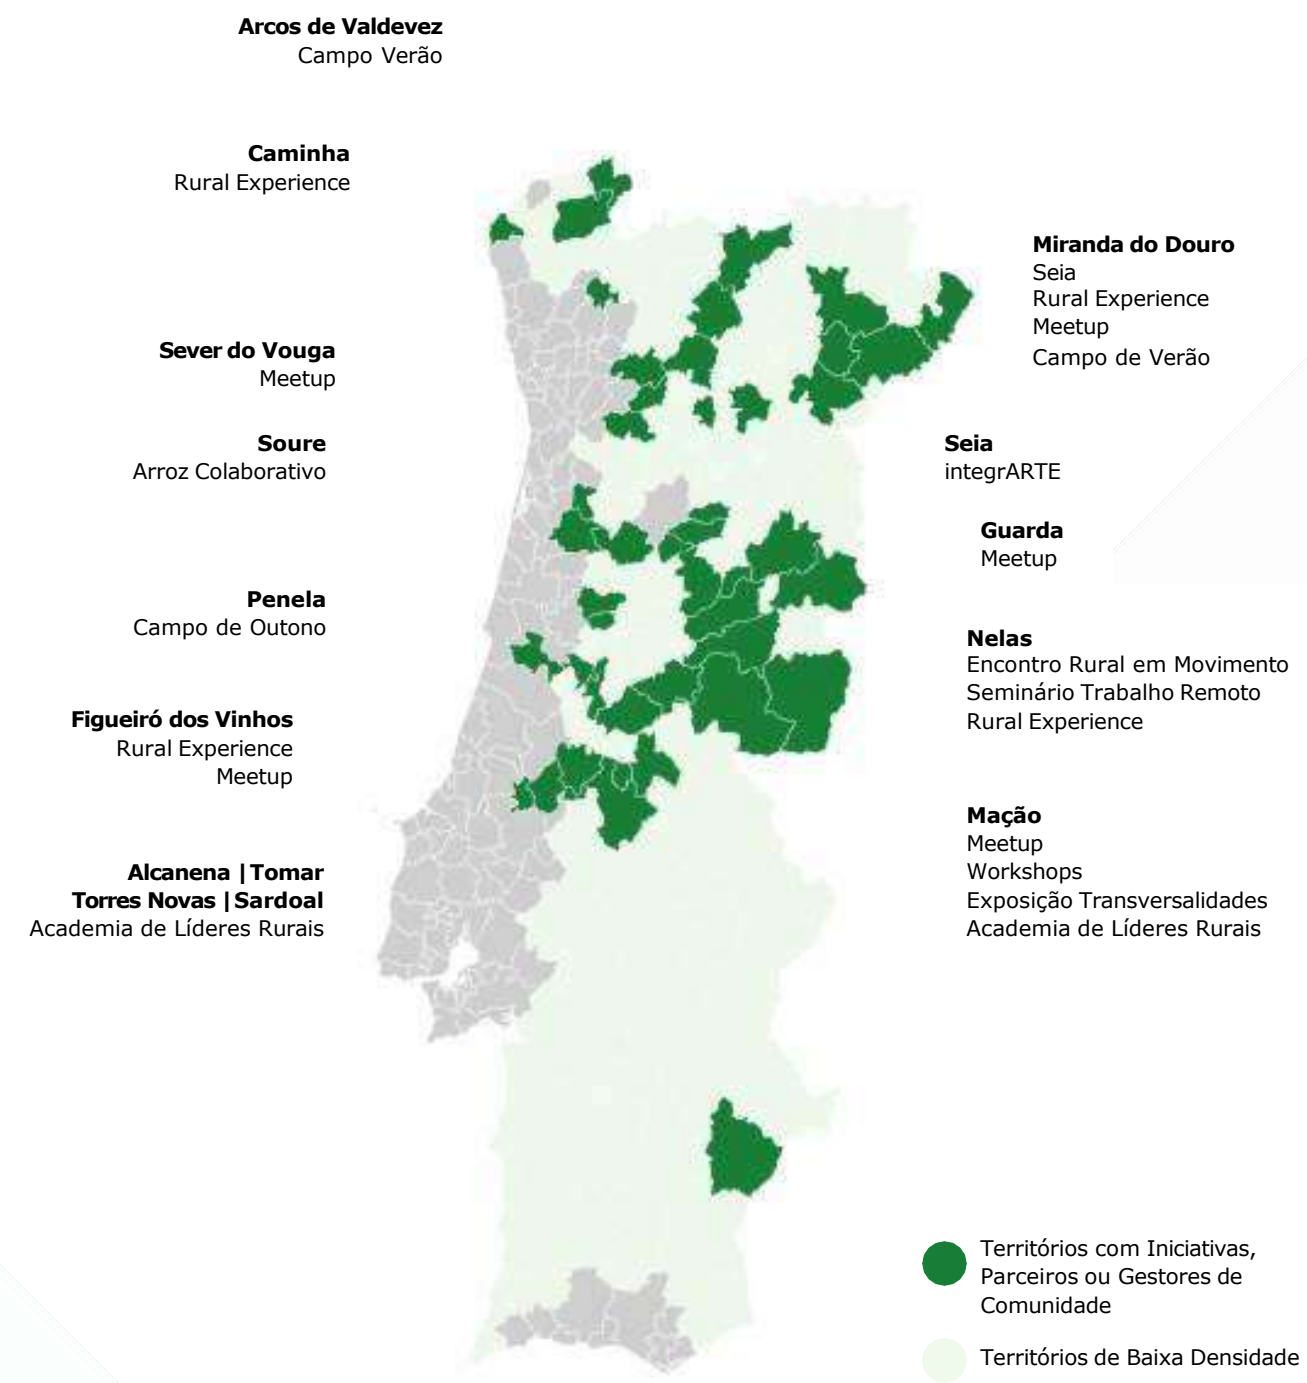 Arcos de Valdevez
Campo Verão
Caminha
Rural Experience
Sever do Vouga
Meetup
Soure
Arroz Colaborativo
Penela
Campo de Outono
Figueiró dos Vinhos
Rural Experience
Meetup
Alcanena | Tomar
Torres Novas | Sardoal
Academia de Líderes Rurais
Miranda do Douro
Seia
Rural Experience
Meetup
Campo de Verão
Seia
integrARTE
Guarda
Meetup
Nelas
Encontro Rural em Movimento
Seminário Trabalho Remoto
Rural Experience
Mação
Meetup
Workshops
Exposição Transversalidades
Academia de Líderes Rurais
Territórios com Iniciativas,
Parceiros ou Gestores de
Comunidade
Territórios de Baixa Densidade